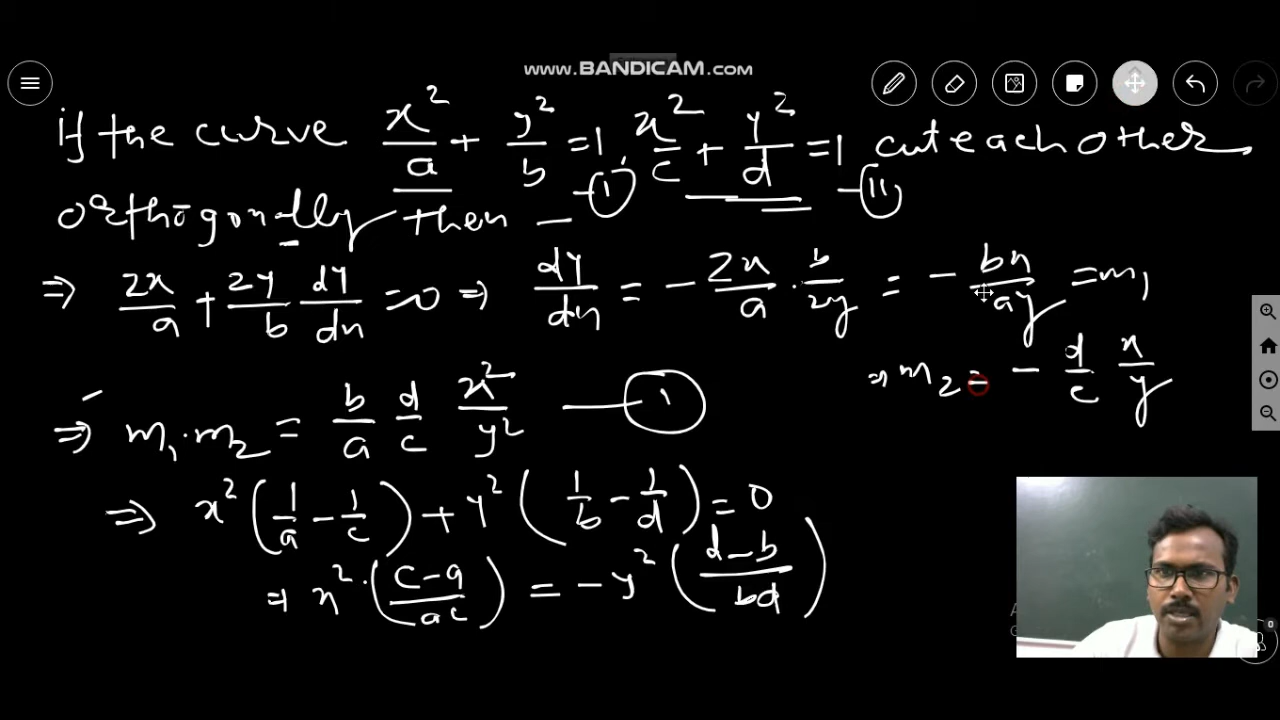 www.BANDICAM.com
If the curve x²/a + y²/b = 1, x²/c + y²/d = 1 cut each other
— (i) — (ii)
orthogonally then —
⇒ 2x/a + 2y/b dy/dx = 0 ⇒ dy/dx = - 2x/a · b/2y = - bx/ay = m₁
⇒ m₂ = - d/c x/y
⇒ m₁·m₂ = b/a d/c x²/y² — (1)
⇒ x² (1/a - 1/c) + y² (1/b - 1/d) = 0
⇒ x² · (c-a/ac) = - y² (d-b/bd)